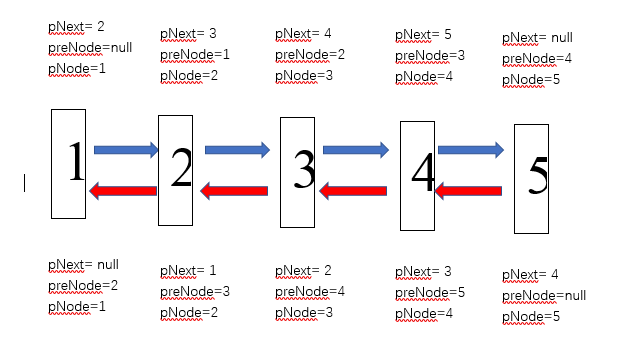 pNext= 2
preNode=null
pNode=1
pNext= 3
preNode=1
pNode=2
pNext= 4
preNode=2
pNode=3
pNext= 5
preNode=3
pNode=4
pNext= null
preNode=4
pNode=5
1
2
3
4
5
pNext= null
preNode=2
pNode=1
pNext= 1
preNode=3
pNode=2
pNext= 2
preNode=4
pNode=3
pNext= 3
preNode=5
pNode=4
pNext= 4
preNode=null
pNode=5